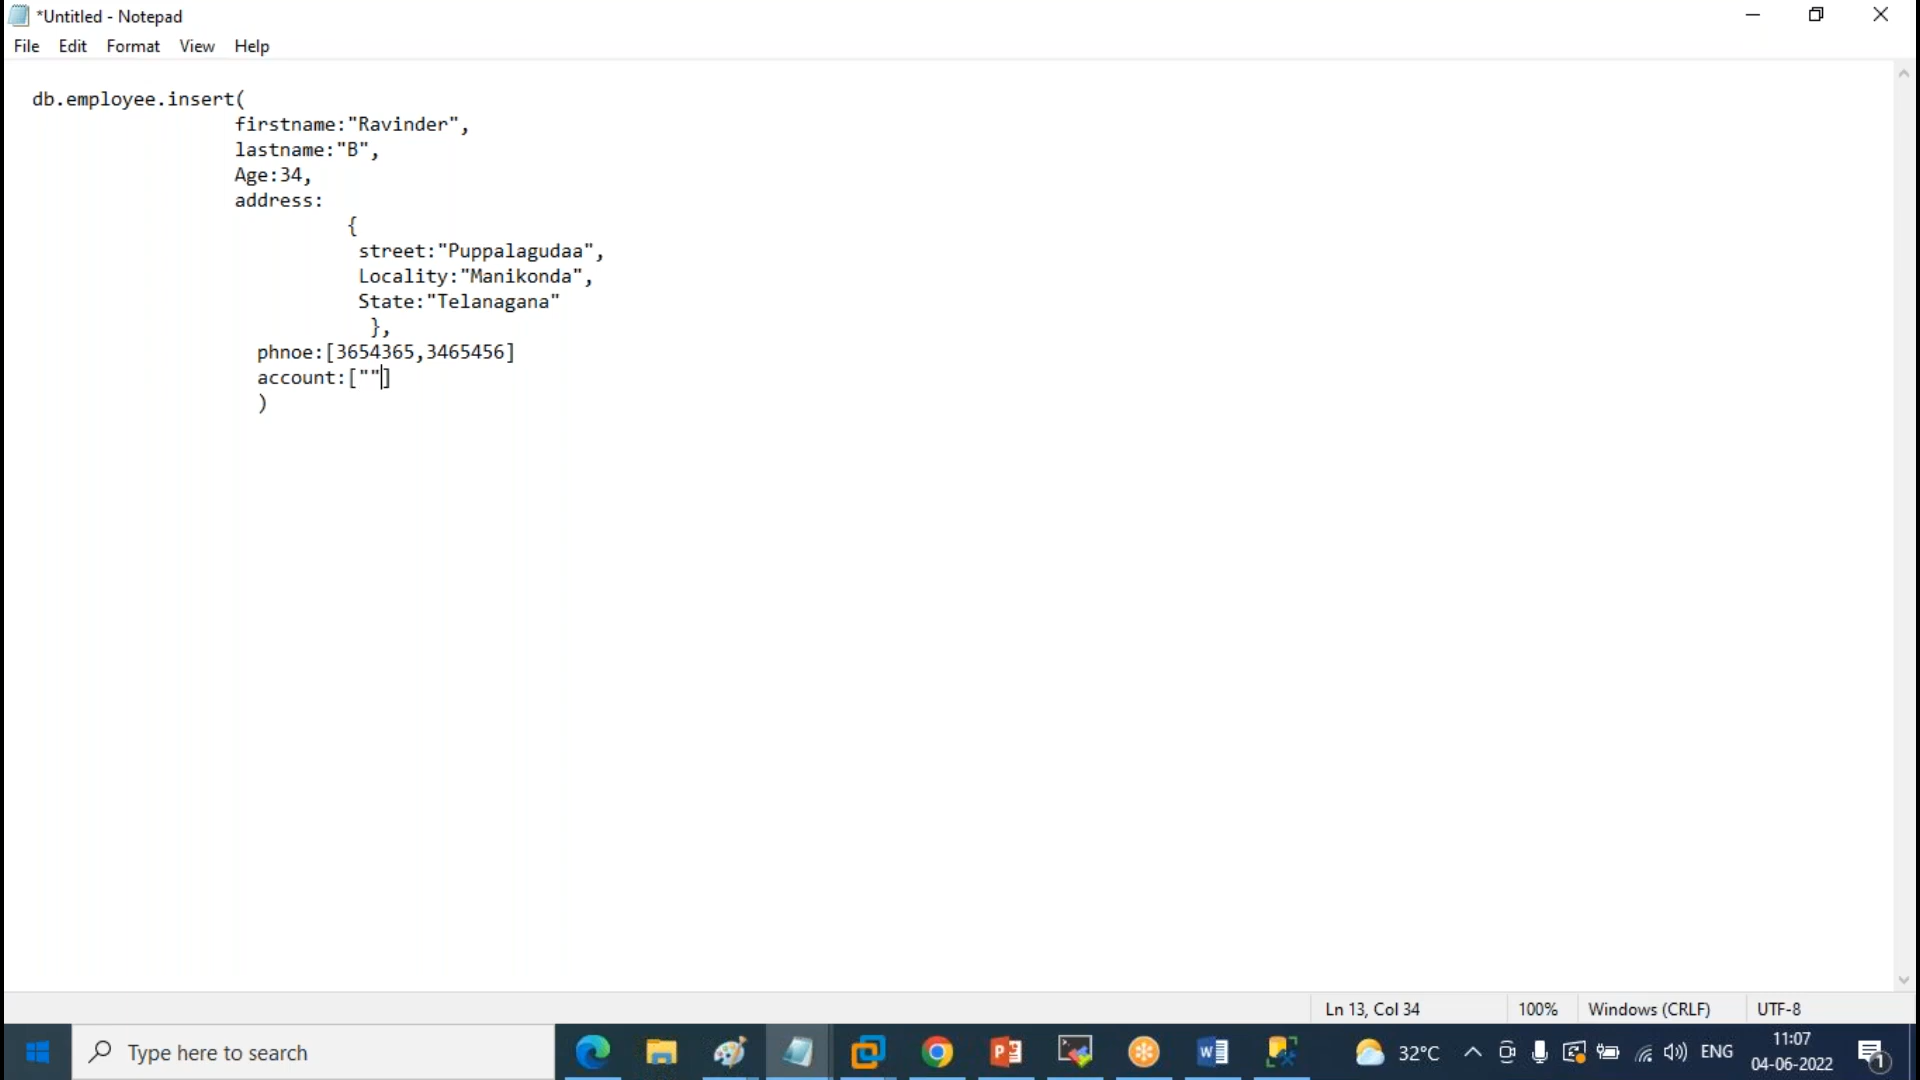 *Untitled - Notepad
File Edit Format View Help
db.employee.insert(
firstname:"Ravinder",
lastname:"B",
Age:34,
address:
{
street:"Puppalagudaa",
Locality:"Manikonda",
State:"Telanagana"
},
phnoe:[3654365,3465456]
account:[""]
)
Ln 13, Col 34 100% Windows (CRLF) UTF-8
Type here to search 32°C ENG 11:07
04-06-2022 1